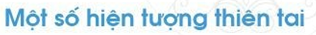 Một số hiện tượng thiên tai